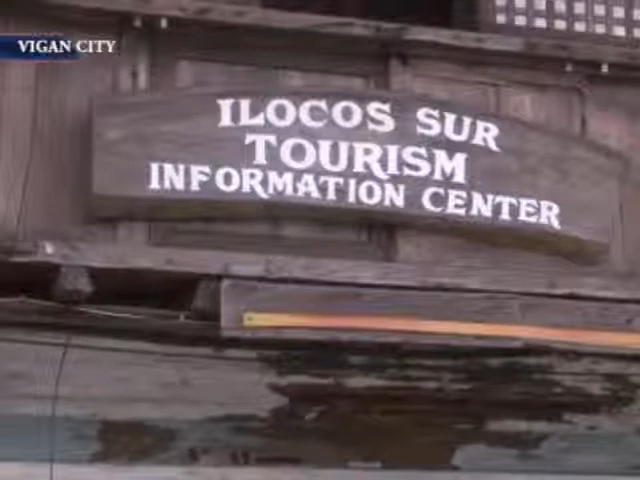 VIGAN CITY
ILOCOS SUR
TOURISM
INFORMATION CENTER